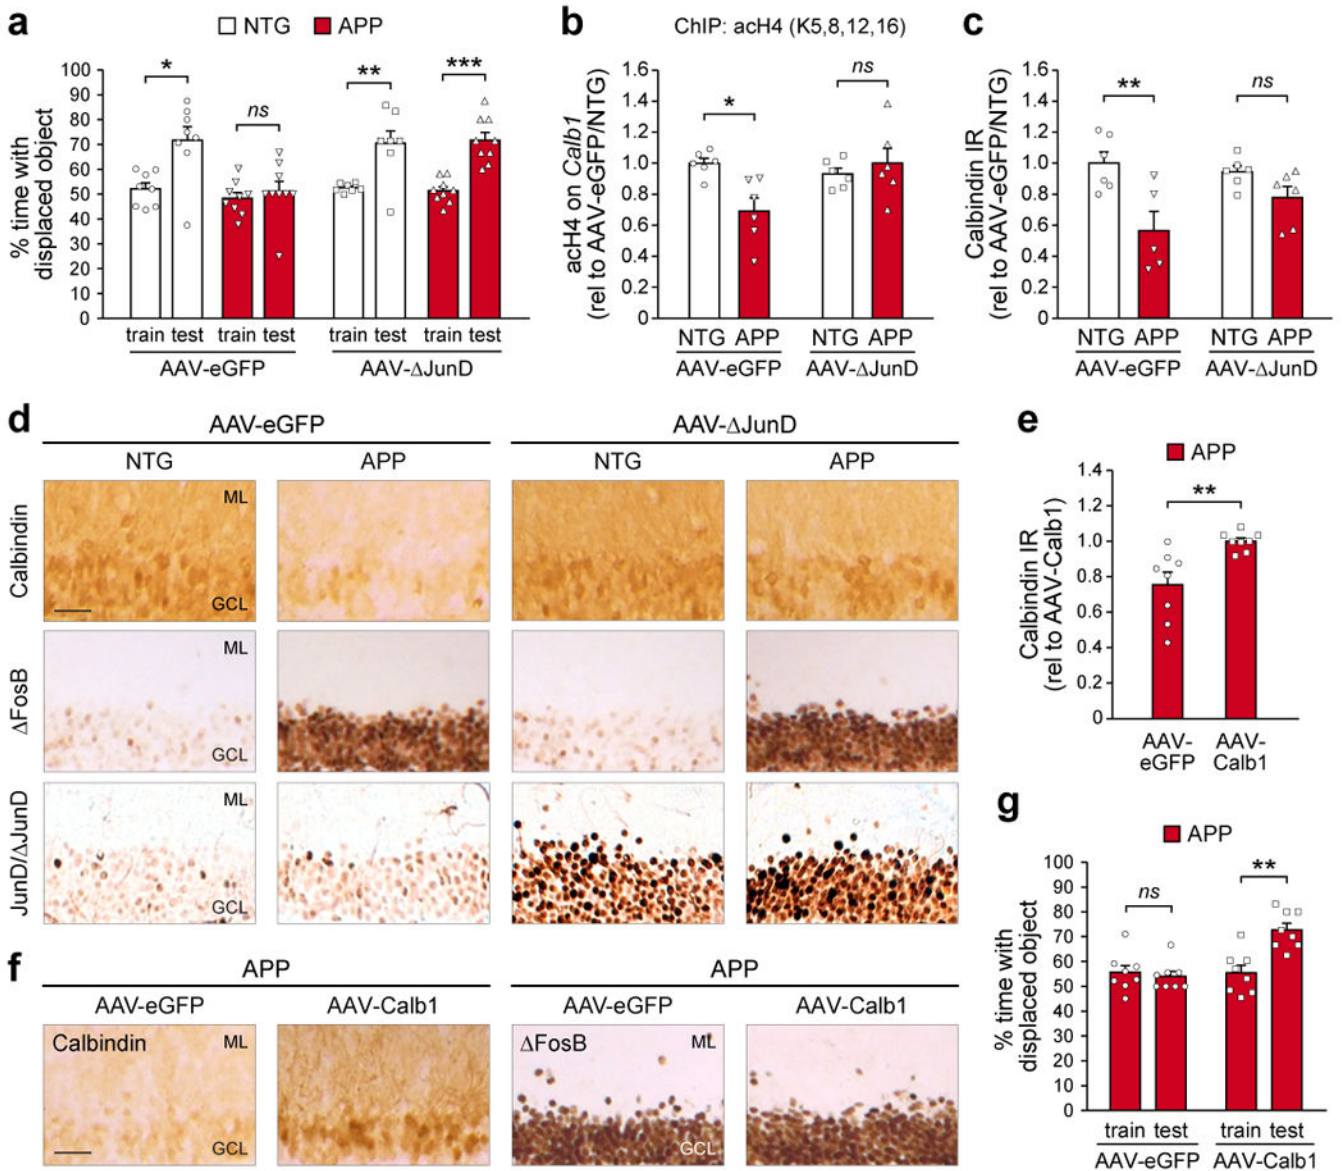 a
NTG APP
% time with
displaced object
100
90
80
70
60
50
40
30
20
10
0
* ns ** ***
train test train test train test train test
AAV-eGFP AAV-ΔJunD
b
ChIP: acH4 (K5,8,12,16)
acH4 on Calb1
(rel to AAV-eGFP/NTG)
1.6
1.4
1.2
1.0
0.8
0.6
0.4
0.2
0
* ns
NTG APP NTG APP
AAV-eGFP AAV-ΔJunD
c
Calbindin IR
(rel to AAV-eGFP/NTG)
1.6
1.4
1.2
1.0
0.8
0.6
0.4
0.2
0
** ns
NTG APP NTG APP
AAV-eGFP AAV-ΔJunD
d
AAV-eGFP AAV-ΔJunD
NTG APP NTG APP
Calbindin
ML
GCL
ΔFosB
ML
GCL
JunD/ΔJunD
ML
GCL
e
APP
Calbindin IR
(rel to AAV-Calb1)
1.4
1.2
1.0
0.8
0.6
0.4
0.2
0
**
AAV-
eGFP
AAV-
Calb1
f
APP APP
AAV-eGFP AAV-Calb1 AAV-eGFP AAV-Calb1
Calbindin ML
GCL
ΔFosB ML
GCL
g
APP
% time with
displaced object
100
90
80
70
60
50
40
30
20
10
0
ns **
train test train test
AAV-eGFP AAV-Calb1